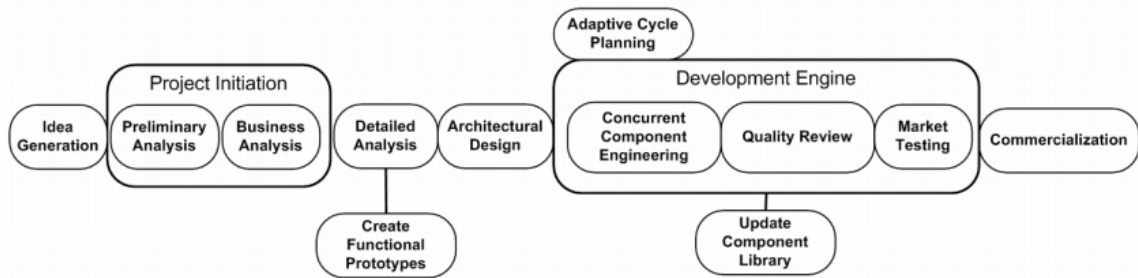 Adaptive Cycle
Planning
Project Initiation
Development Engine
Idea
Generation
Preliminary
Analysis
Business
Analysis
Detailed
Analysis
Architectural
Design
Concurrent
Component
Engineering
Quality Review
Market
Testing
Commercialization
Create
Functional
Prototypes
Update
Component
Library